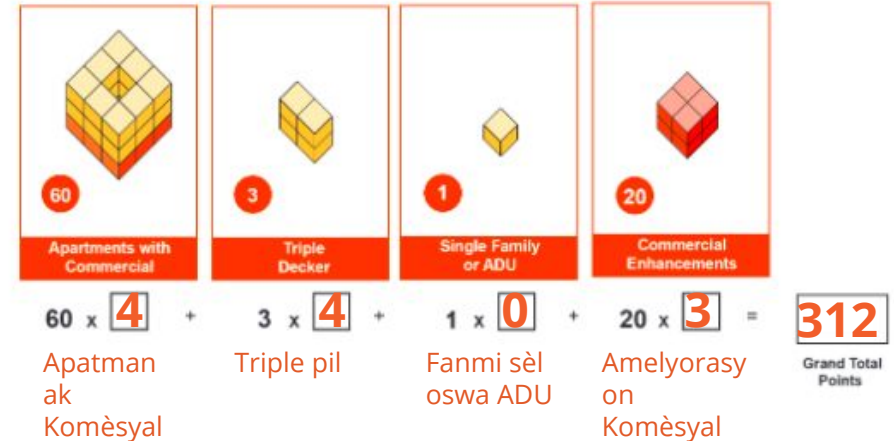 60
3
1
20
Apartments with
Commercial
Triple
Decker
Single Family
or ADU
Commercial
Enhancements
60 x 4 + 3 x 4 + 1 x 0 + 20 x 3 = 312
Grand Total
Points
Apatman
ak
Komèsyal
Triple pil
Fanmi sèl
oswa ADU
Amelyorasy
on
Komèsyal